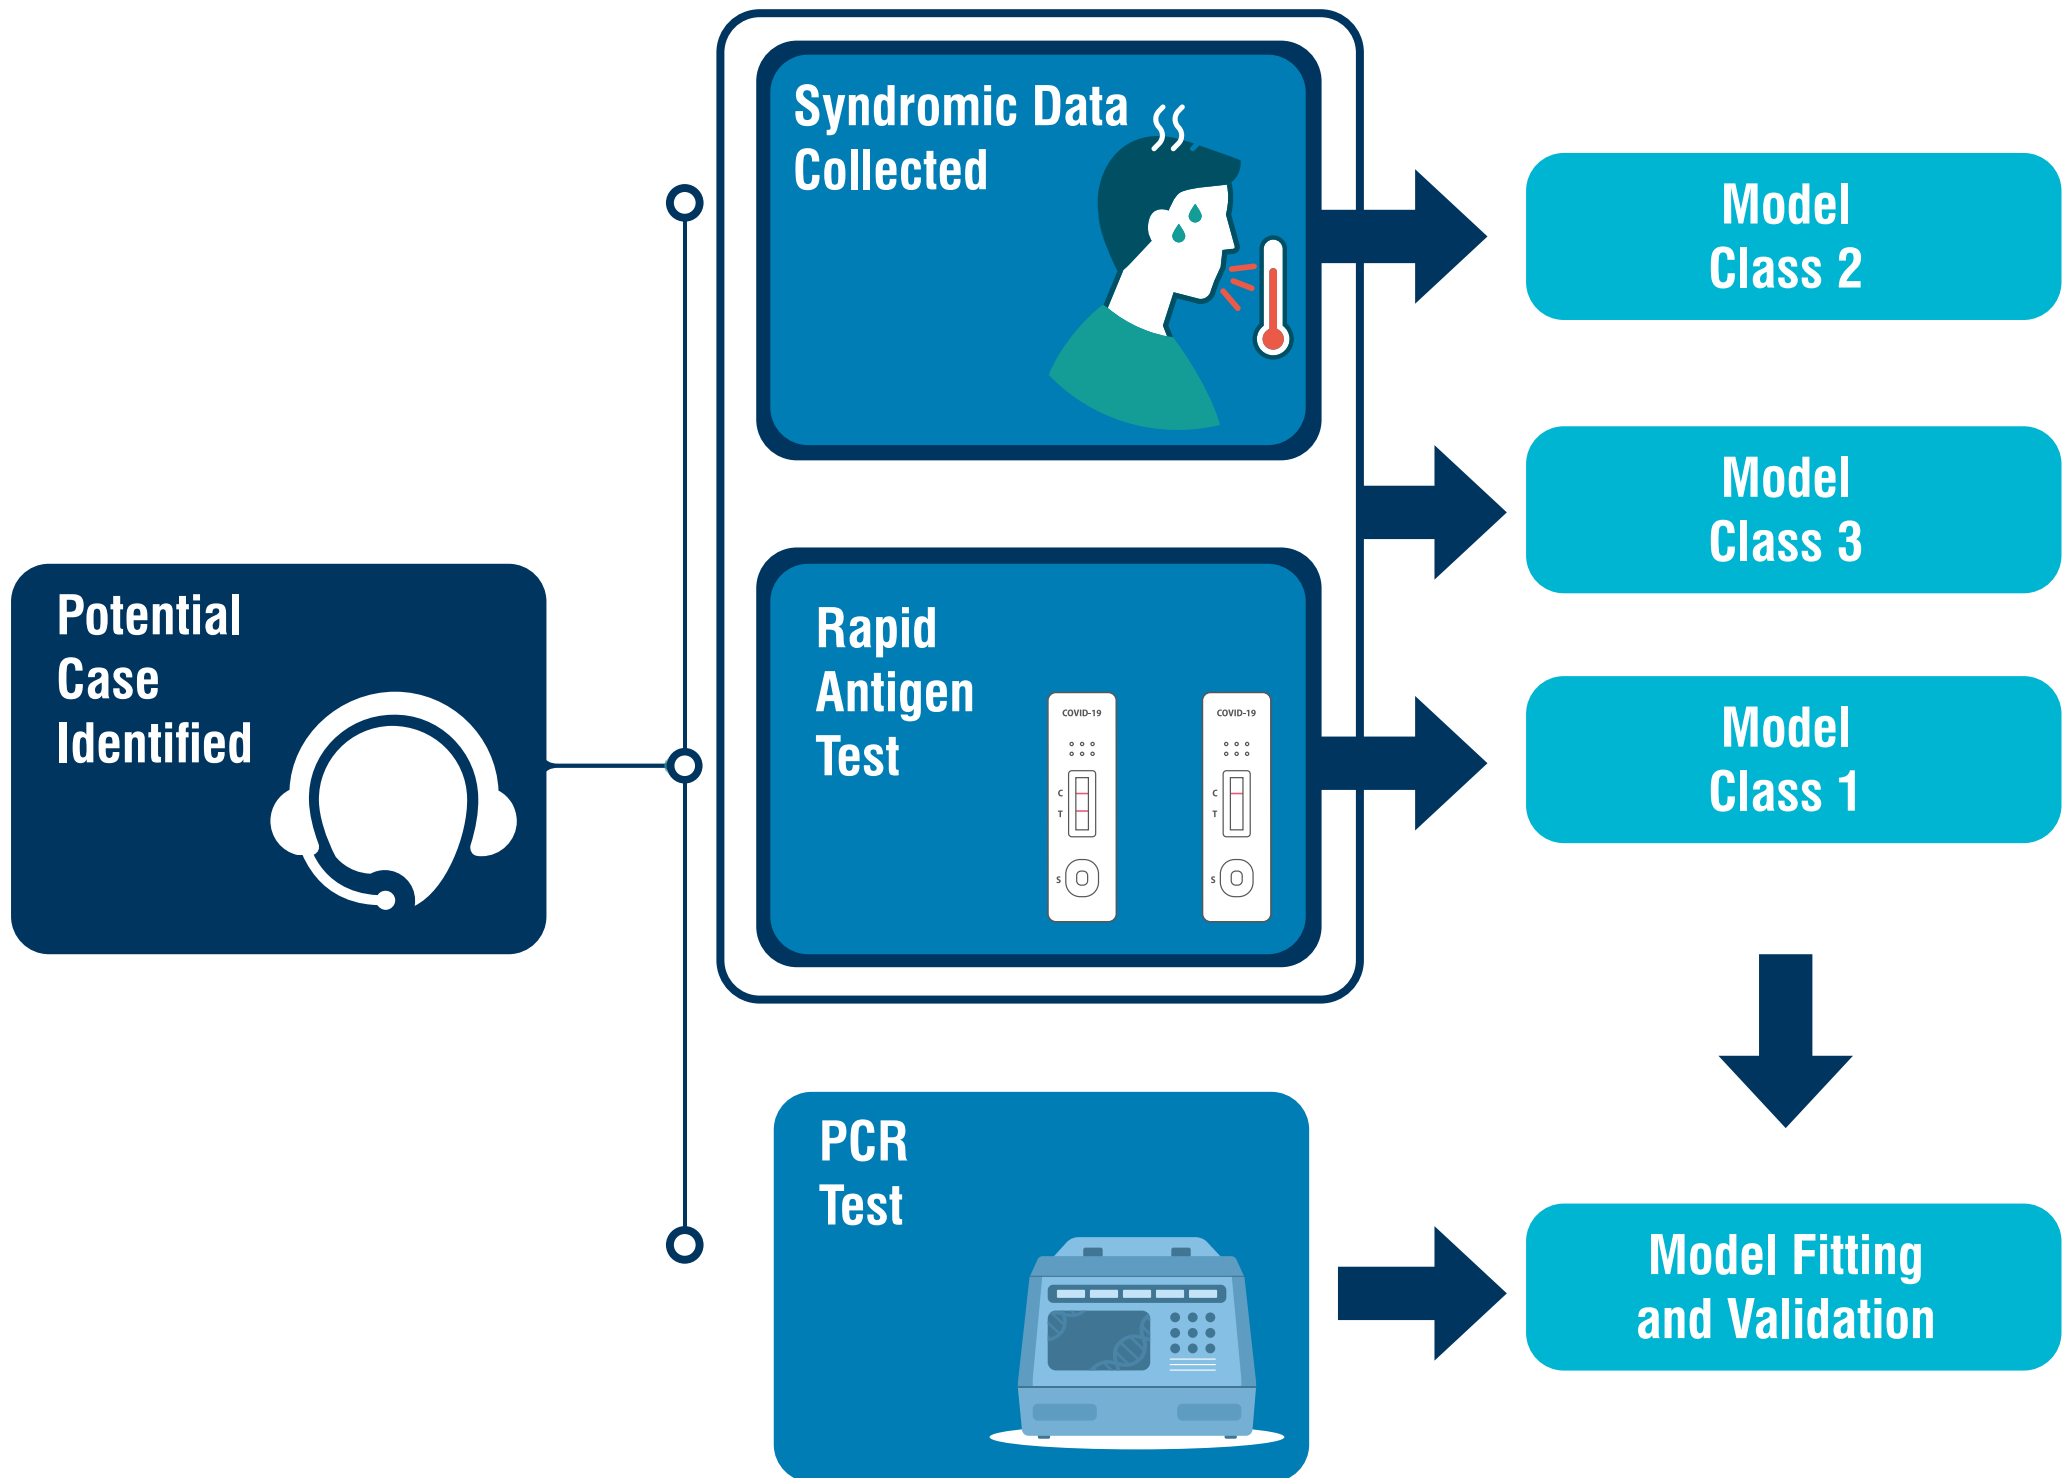 Potential
Case
Identified
Syndromic Data
Collected
Rapid
Antigen
Test
COVID-19
C
T
S
COVID-19
C
T
S
PCR
Test
Model
Class 2
Model
Class 3
Model
Class 1
Model Fitting
and Validation